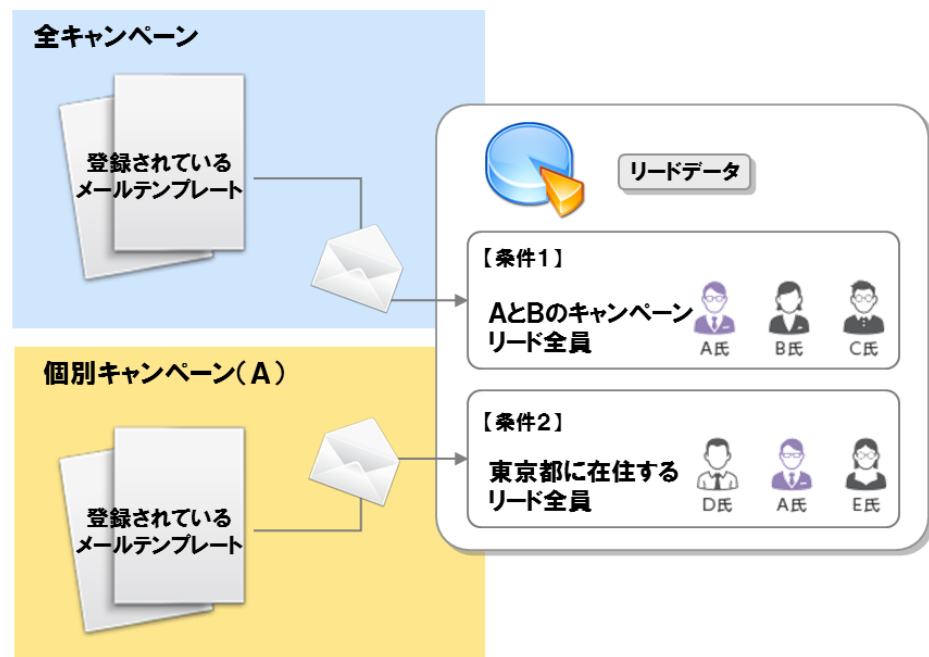 全キャンペーン
登録されている
メールテンプレート
リードデータ
【条件1】
AとBのキャンペーン
リード全員
A氏
B氏
C氏
個別キャンペーン(A)
登録されている
メールテンプレート
【条件2】
東京都に在住する
リード全員
D氏
A氏
E氏